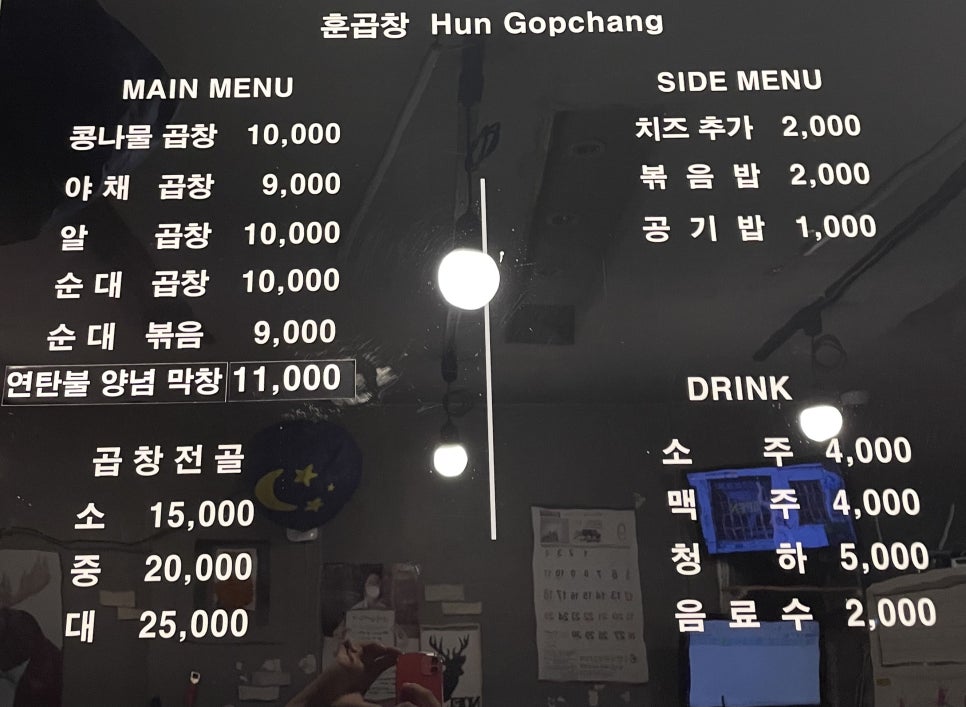 훈곱창 Hun Gopchang
MAIN MENU
콩나물 곱창 10,000
야채 곱창 9,000
알 곱창 10,000
순대 곱창 10,000
순대 볶음 9,000
연탄불 양념 막창 11,000
곱창전골
소 15,000
중 20,000
대 25,000
SIDE MENU
치즈 추가 2,000
볶음밥 2,000
공기밥 1,000
DRINK
소주 4,000
맥주 4,000
청하 5,000
음료수 2,000